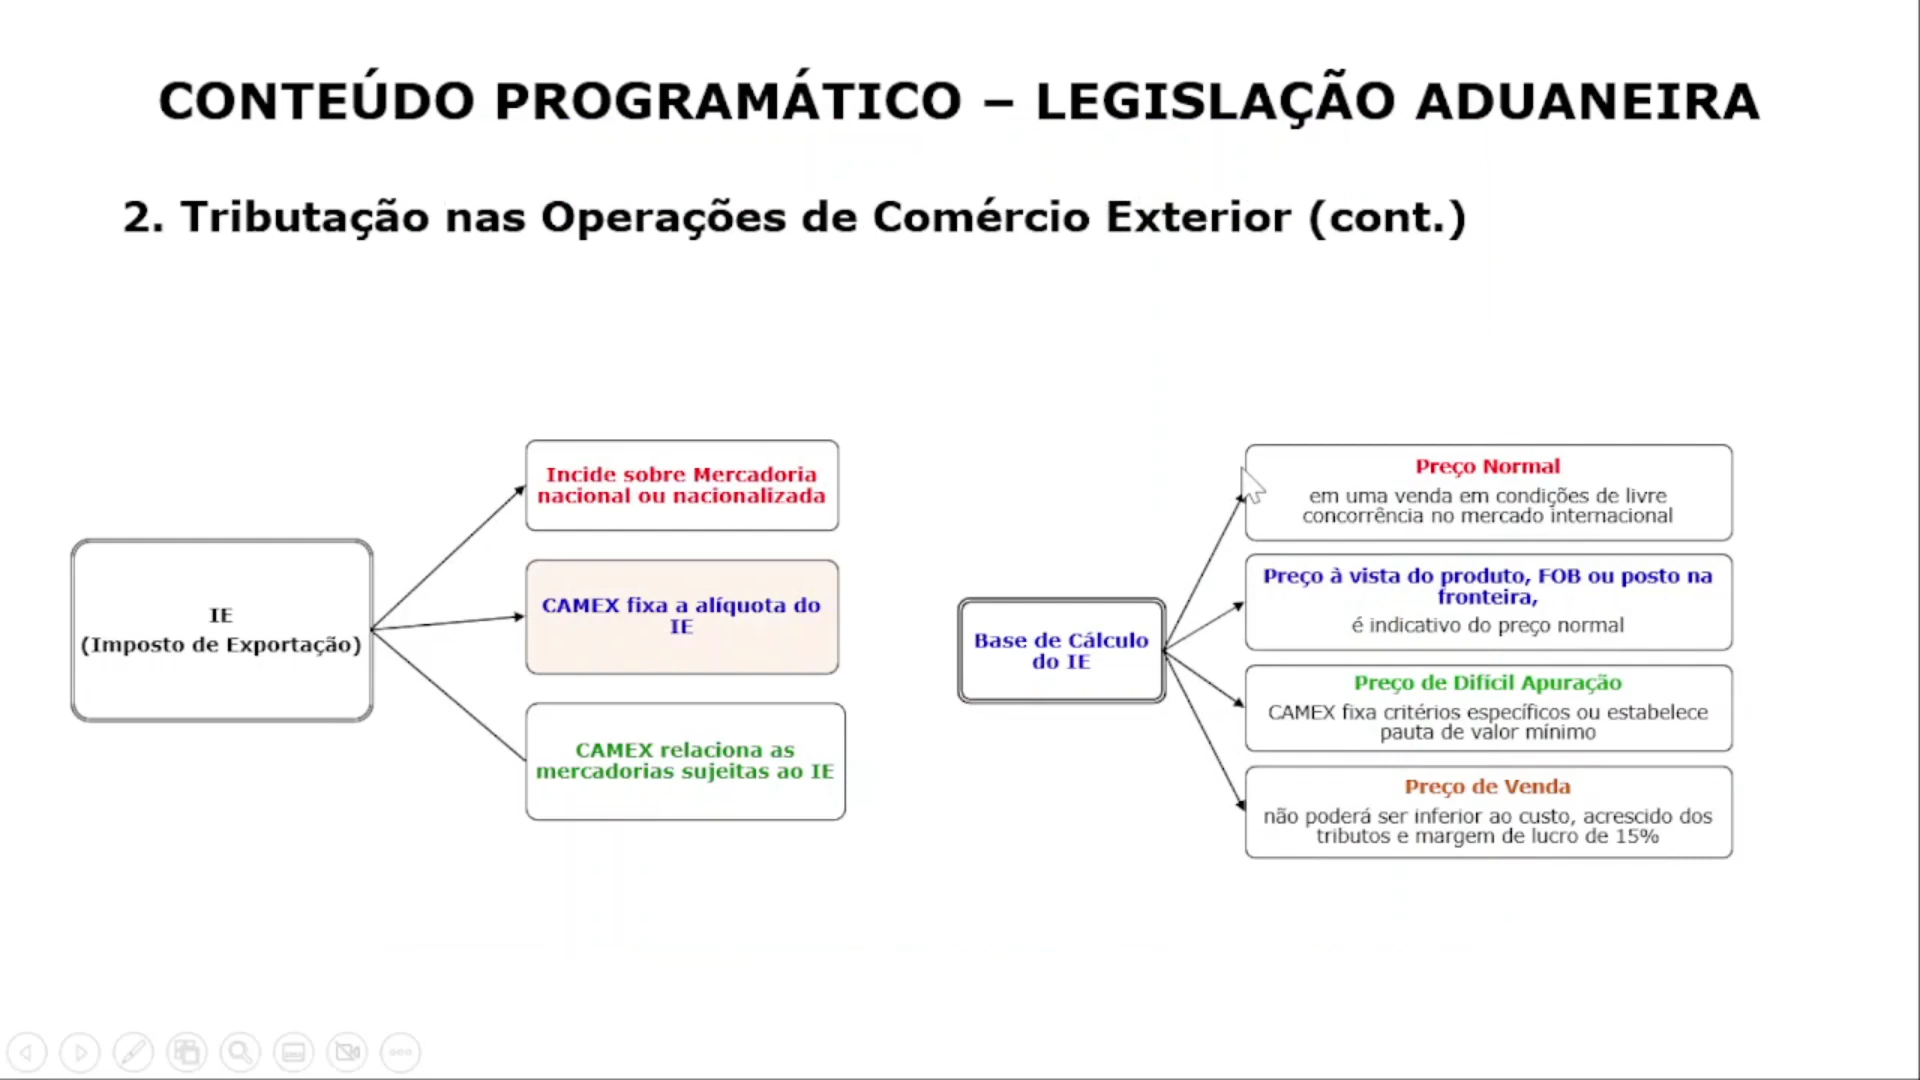 CONTEÚDO PROGRAMÁTICO – LEGISLAÇÃO ADUANEIRA
2. Tributação nas Operações de Comércio Exterior (cont.)
IE
(Imposto de Exportação)
Incide sobre Mercadoria
nacional ou nacionalizada
CAMEX fixa a alíquota do
IE
CAMEX relaciona as
mercadorias sujeitas ao IE
Base de Cálculo
do IE
Preço Normal
em uma venda em condições de livre
concorrência no mercado internacional
Preço à vista do produto, FOB ou posto na
fronteira,
é indicativo do preço normal
Preço de Difícil Apuração
CAMEX fixa critérios específicos ou estabelece
pauta de valor mínimo
Preço de Venda
não poderá ser inferior ao custo, acrescido dos
tributos e margem de lucro de 15%